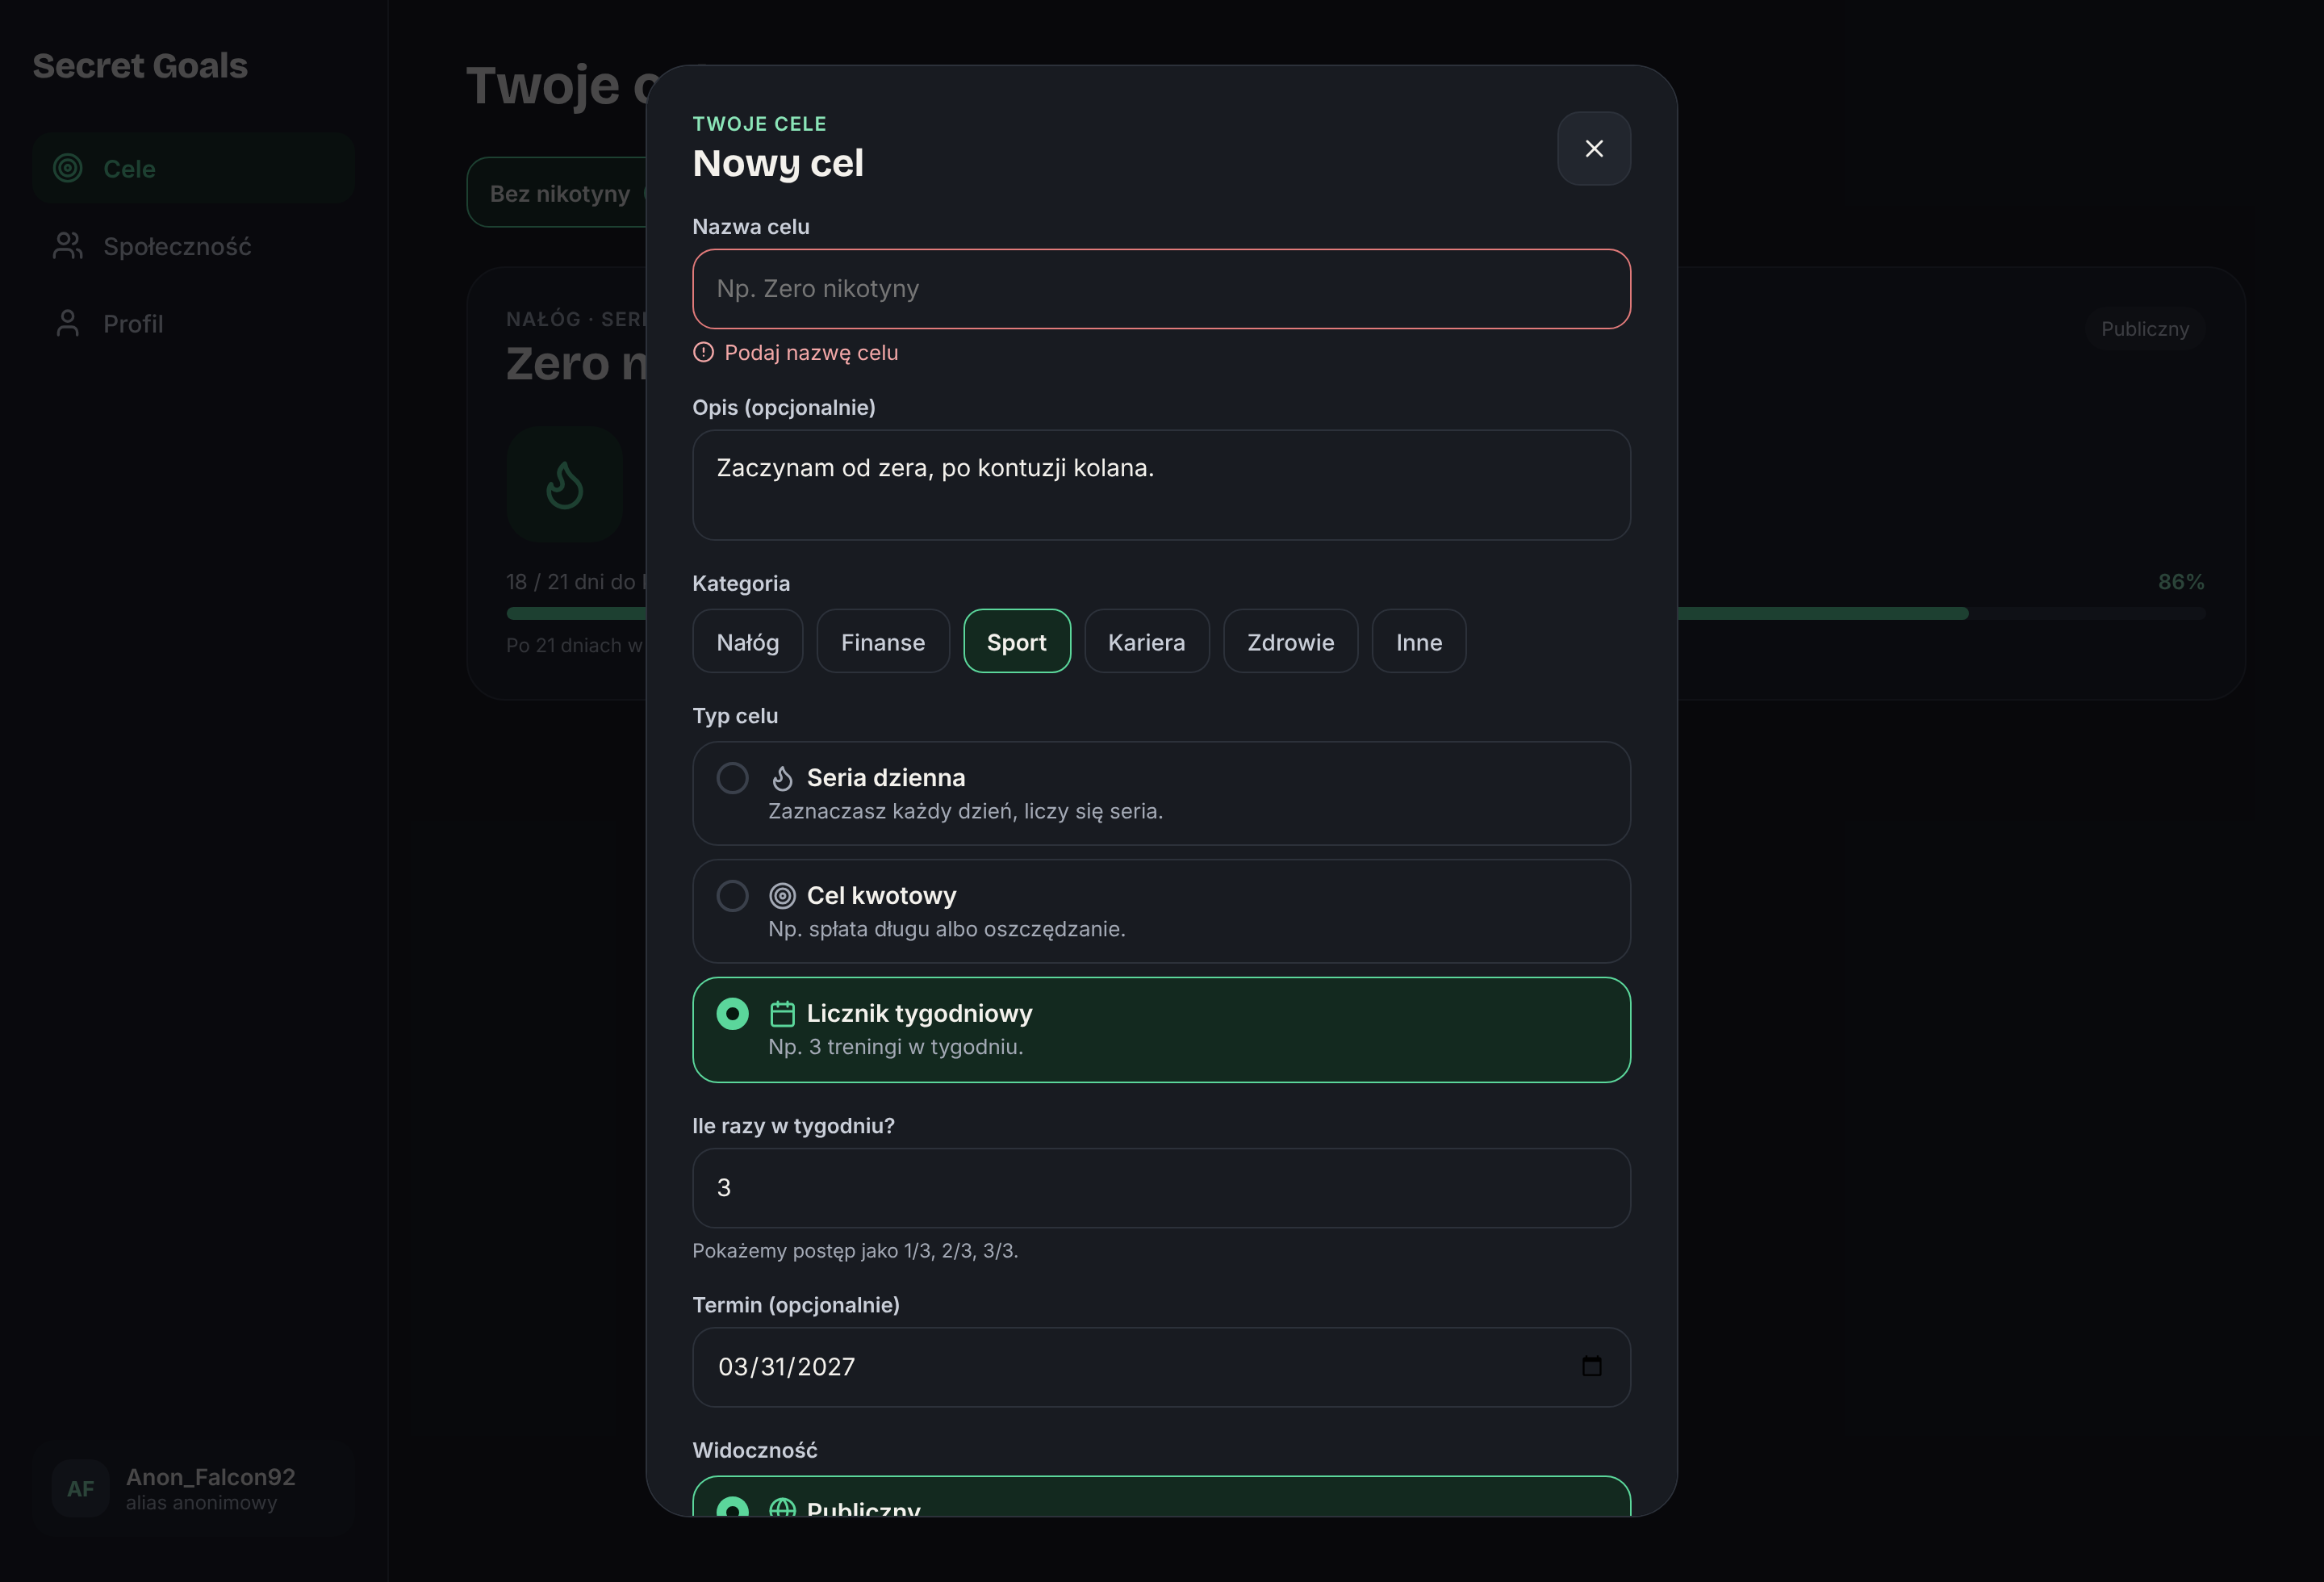 Secret Goals
Cele
Społeczność
Profil
AF
Anon_Falcon92
alias anonimowy
Twoje
Bez nikotyny
NAŁÓG
Zero
18 / 21 dni do
Po 21 dniach w
Publiczny
86%
TWOJE CELE
Nowy cel
Nazwa celu
Np. Zero nikotyny
Podaj nazwę celu
Opis (opcjonalnie)
Zaczynam od zera, po kontuzji kolana.
Kategoria
Nałóg
Finanse
Sport
Kariera
Zdrowie
Inne
Typ celu
Seria dzienna
Zaznaczasz każdy dzień, liczy się seria.
Cel kwotowy
Np. spłata długu albo oszczędzanie.
Licznik tygodniowy
Np. 3 treningi w tygodniu.
Ile razy w tygodniu?
3
Pokażemy postęp jako 1/3, 2/3, 3/3.
Termin (opcjonalnie)
03/31/2027
Widoczność
Publiczny